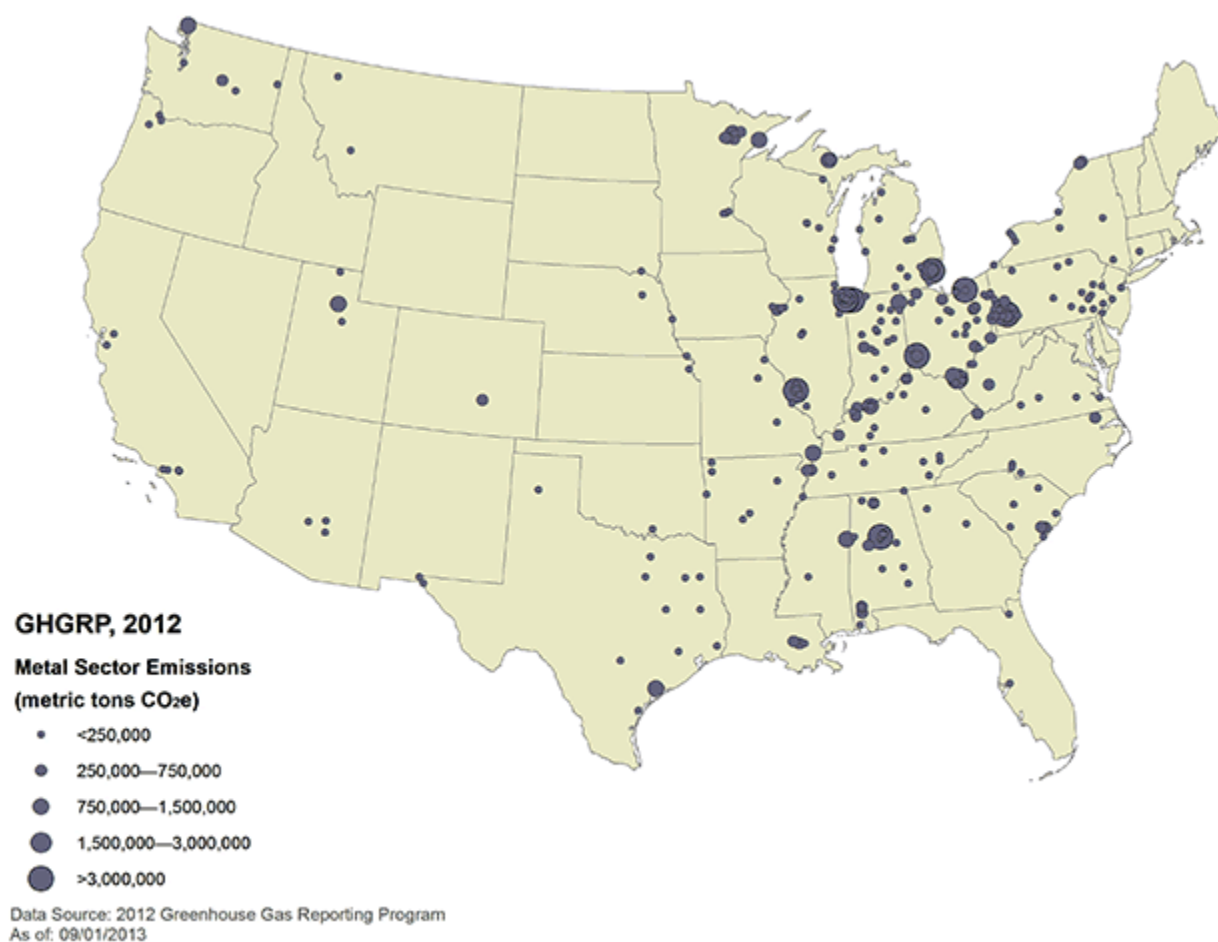 GHGRP, 2012
Metal Sector Emissions
(metric tons CO₂e)
<250,000
250,000—750,000
750,000—1,500,000
1,500,000—3,000,000
>3,000,000
Data Source: 2012 Greenhouse Gas Reporting Program
As of: 09/01/2013